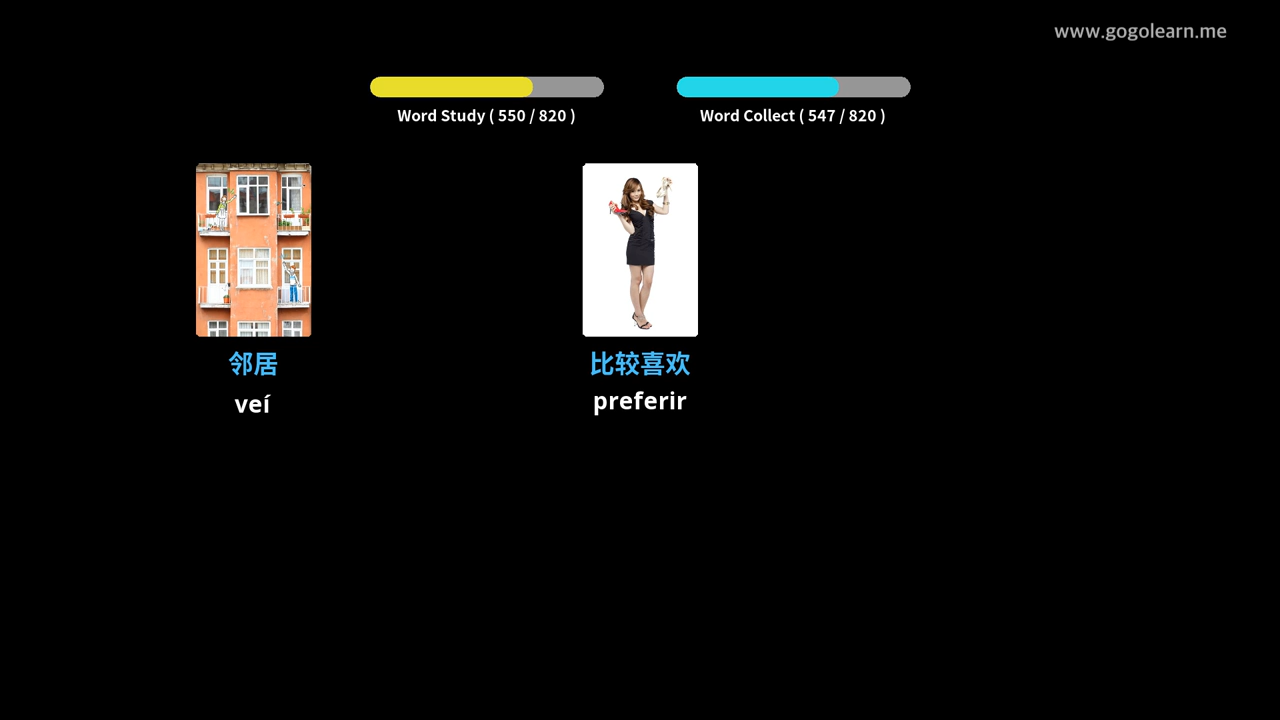 www.gogolearn.me
Word Study ( 550 / 820 )
Word Collect ( 547 / 820 )
邻居
veí
比较喜欢
preferir